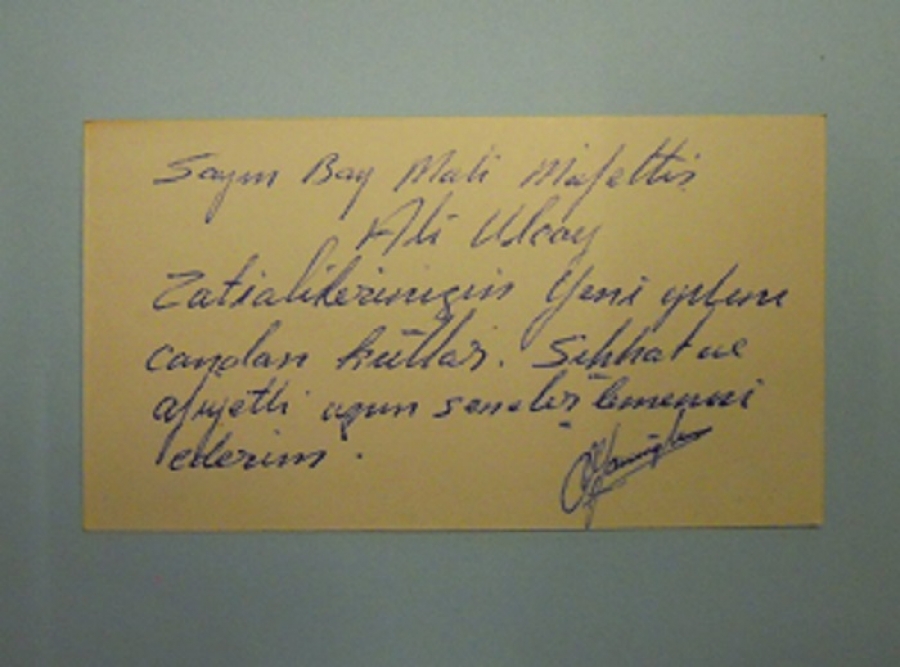 Sayın Bay Mali Müfettiş
Ali Ulcay
Zatıalilerinizin Yeni yılını
candan kutlar. Sıhhat ve
afiyetli uzun seneler temenni
ederim.